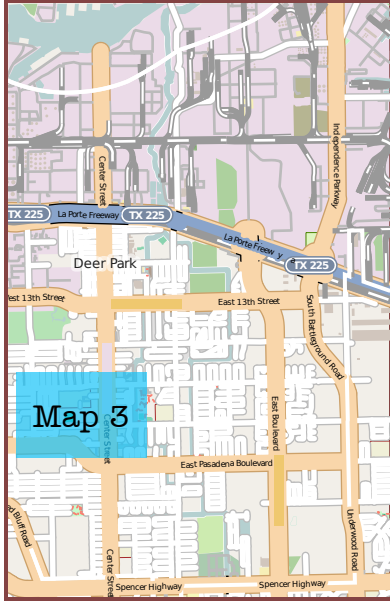 Independence Parkway
Center Street
TX 225
La Porte Freeway
TX 225
La Porte Freew y
TX 225
Deer Park
est 13th Street
East 13th Street
South Battleground Road
Map 3
Center Street
East Boulevard
East Pasadena Boulevard
d Bluff Road
Underwood Road
Center Street
Spencer Highway
Spencer Highway